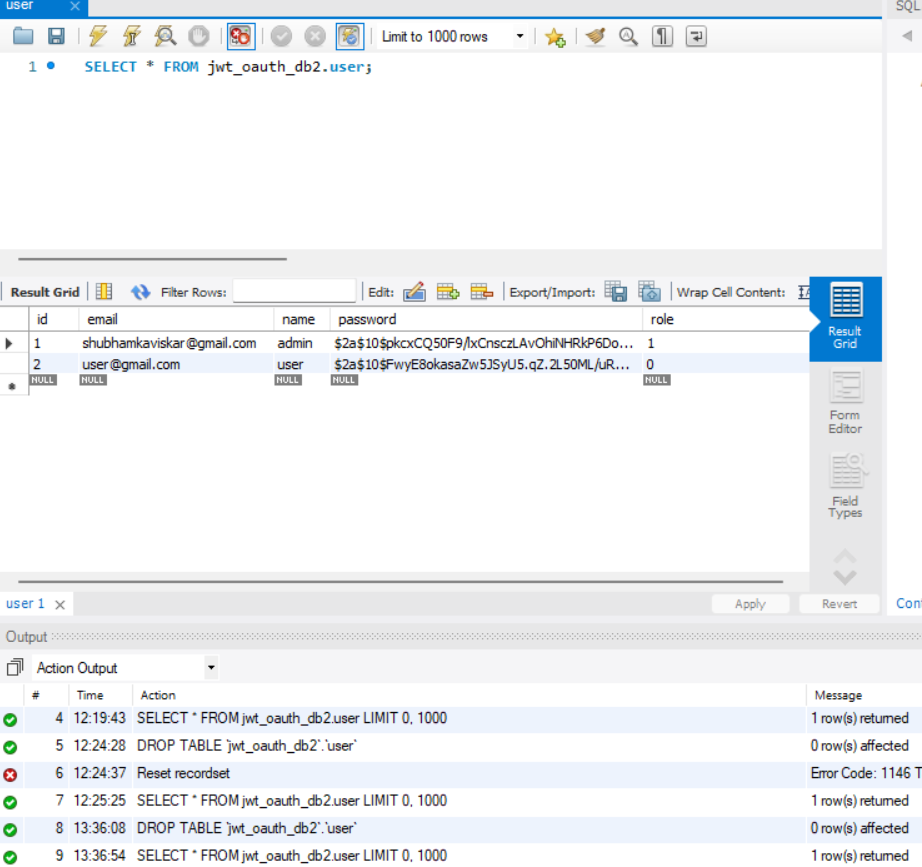 user
SQL
Limit to 1000 rows
1 SELECT * FROM jwt_oauth_db2.user;
Result Grid Filter Rows: Edit: Export/Import: Wrap Cell Content:
Result Grid
Form Editor
Field Types
id email name password role
1 shubhamkaviskar@gmail.com admin $2a$10$pkcxCQ50F9/lxCnsczLAvOhiNHRkP6Do... 1
2 user@gmail.com user $2a$10$FwyE8okasaZw5JSyU5.qZ.2L50ML/uR... 0
NULL NULL NULL NULL NULL
user 1 Apply Revert Con
Output
Action Output
# Time Action Message
4 12:19:43 SELECT * FROM jwt_oauth_db2.user LIMIT 0, 1000 1 row(s) returned
5 12:24:28 DROP TABLE `jwt_oauth_db2`.`user` 0 row(s) affected
6 12:24:37 Reset recordset Error Code: 1146 T
7 12:25:25 SELECT * FROM jwt_oauth_db2.user LIMIT 0, 1000 1 row(s) returned
8 13:36:08 DROP TABLE `jwt_oauth_db2`.`user` 0 row(s) affected
9 13:36:54 SELECT * FROM jwt_oauth_db2.user LIMIT 0, 1000 1 row(s) returned